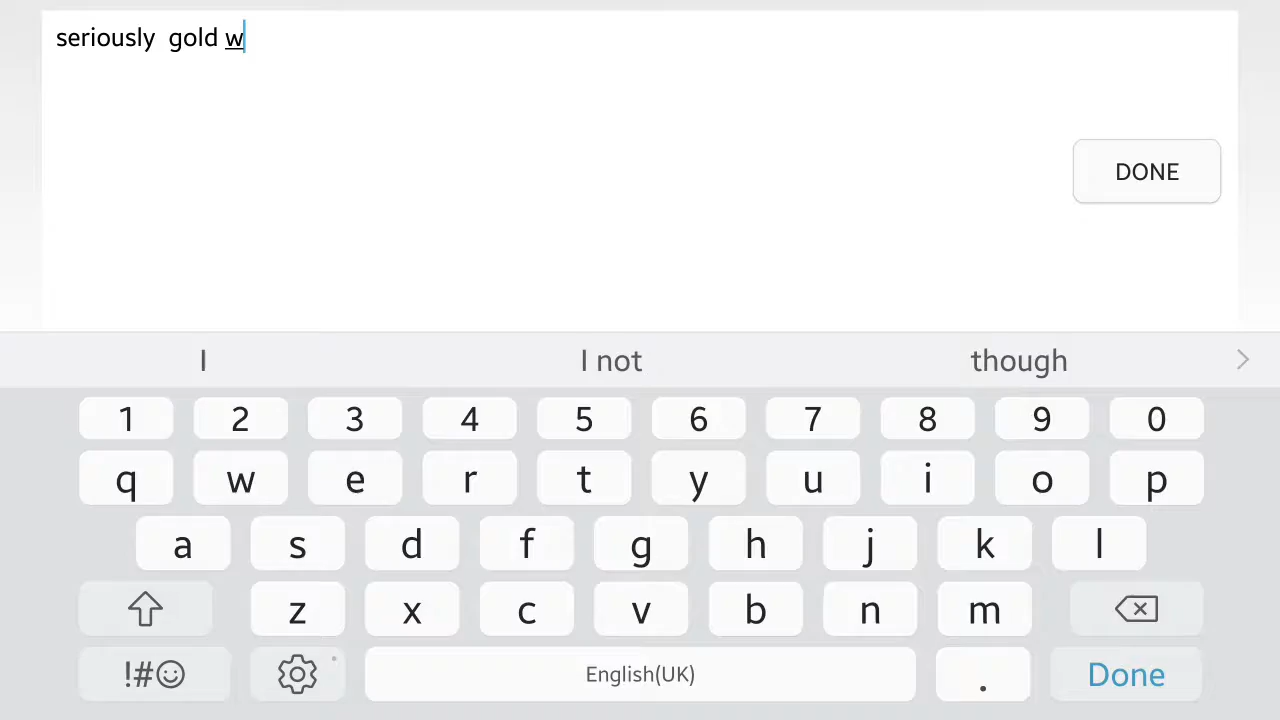 seriously  gold w
DONE
I
I not
though
1 2 3 4 5 6 7 8 9 0
q w e r t y u i o p
a s d f g h j k l
z x c v b n m
!#☺ English(UK) . Done